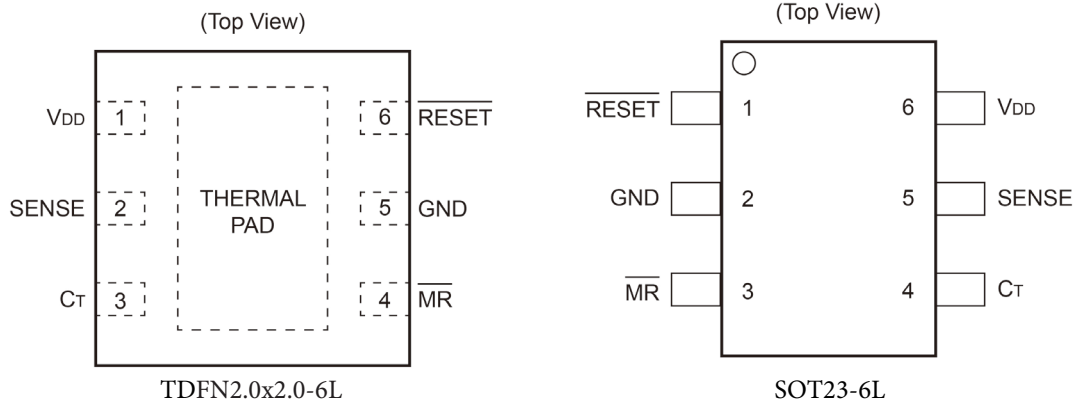 (Top View)
VDD 1 6 RESET
SENSE 2 THERMAL PAD 5 GND
CT 3 4 MR
TDFN2.0x2.0-6L
(Top View)
RESET 1 6 VDD
GND 2 5 SENSE
MR 3 4 CT
SOT23-6L